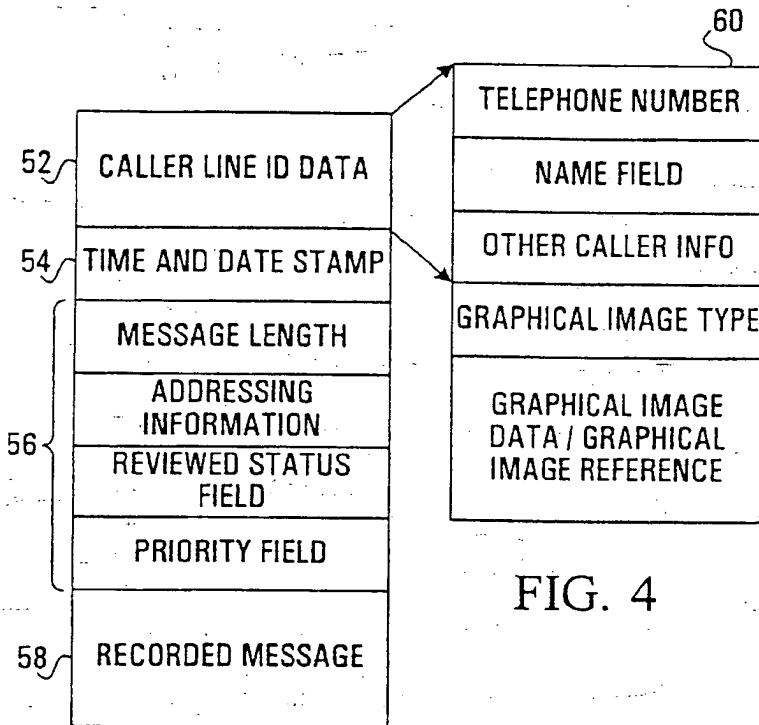 60
TELEPHONE NUMBER
NAME FIELD
OTHER CALLER INFO
GRAPHICAL IMAGE TYPE
GRAPHICAL IMAGE
DATA / GRAPHICAL
IMAGE REFERENCE
52
CALLER LINE ID DATA
54
TIME AND DATE STAMP
56
MESSAGE LENGTH
ADDRESSING
INFORMATION
REVIEWED STATUS
FIELD
PRIORITY FIELD
58
RECORDED MESSAGE
FIG. 4